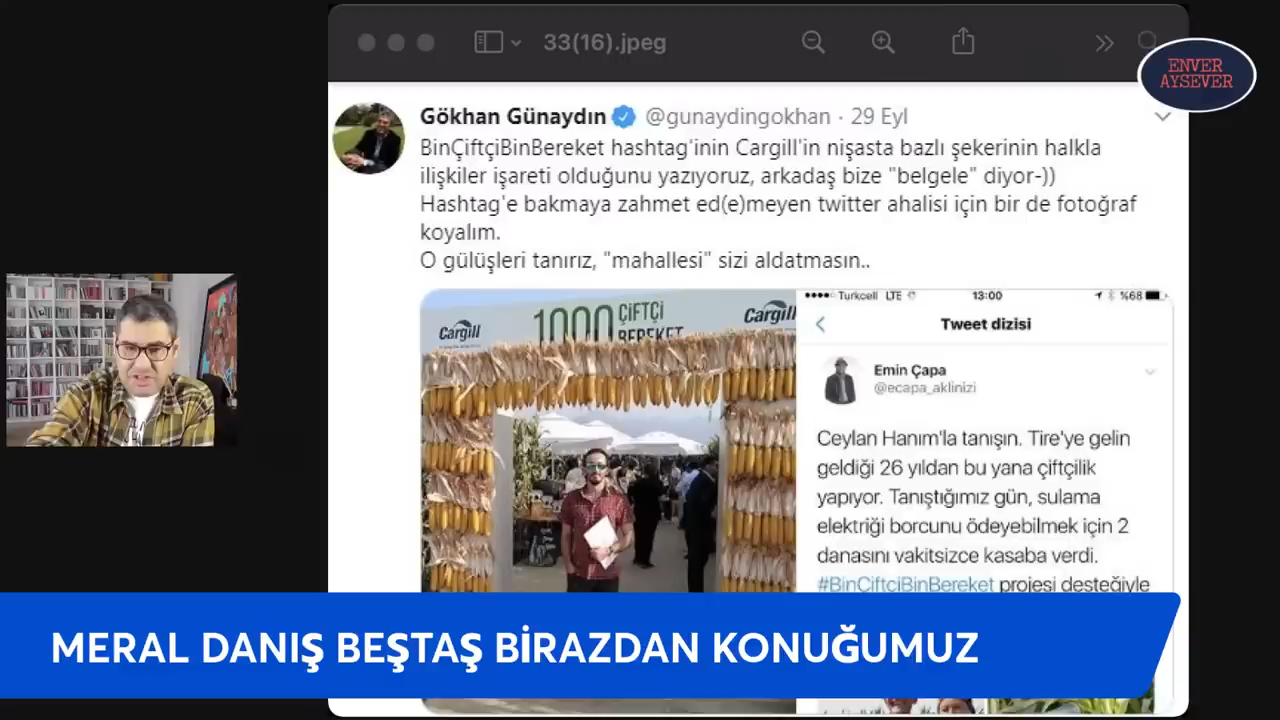 33(16).jpeg
ENVER
AYSEVER
Gökhan Günaydın @gunaydingokhan · 29 Eyl
BinÇiftçiBinBereket hashtag'inin Cargill'in nişasta bazlı şekerinin halkla
ilişkiler işareti olduğunu yazıyoruz, arkadaş bize "belgele" diyor-))
Hashtag'e bakmaya zahmet ed(e)meyen twitter ahalisi için bir de fotoğraf
koyalım.
O gülüşleri tanırız, "mahallesi" sizi aldatmasın..
Cargill
1000 ÇİFTÇİ
BEREKET
Cargill
Turkcell LTE 13:00 %68
Tweet dizisi
Emin Çapa
@ecapa_aklinizi
Ceylan Hanım'la tanışın. Tire'ye gelin
geldiği 26 yıldan bu yana çiftçilik
yapıyor. Tanıştığımız gün, sulama
elektriği borcunu ödeyebilmek için 2
danasını vakitsizce kasaba verdi.
#BinÇiftçiBinBereket projesi desteğiyle
MERAL DANIŞ BEŞTAŞ BİRAZDAN KONUĞUMUZ